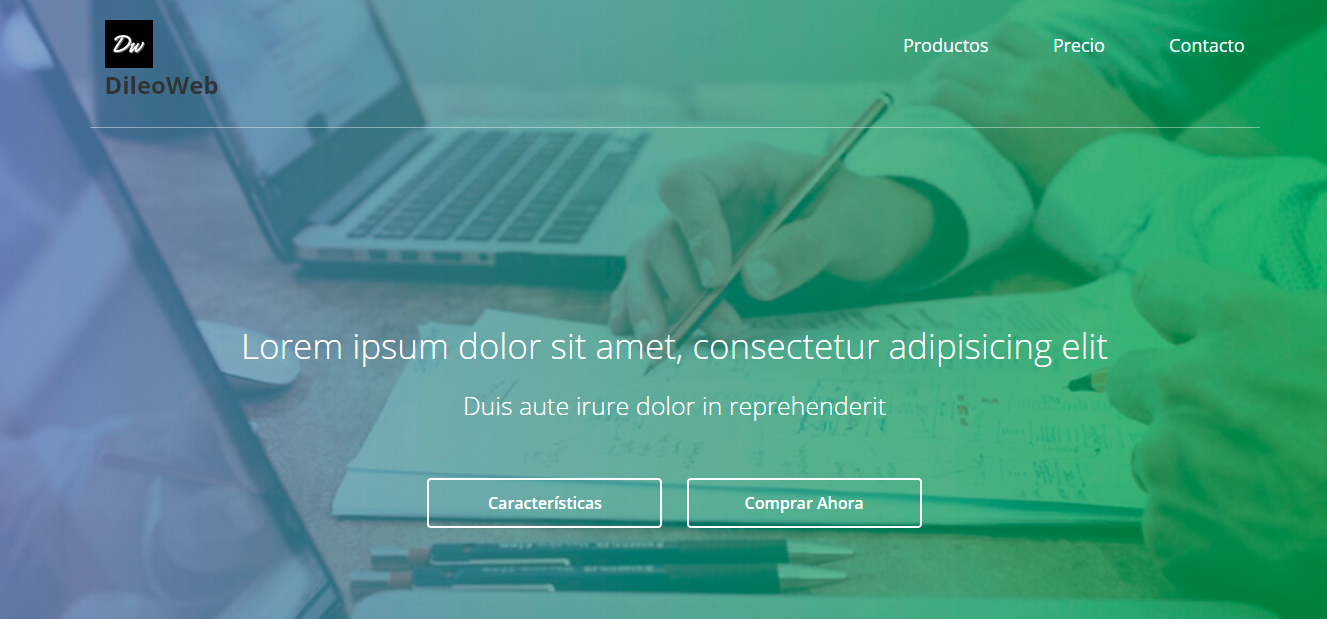 Dw
DileoWeb
Productos
Precio
Contacto
Lorem ipsum dolor sit amet, consectetur adipisicing elit
Duis aute irure dolor in reprehenderit
Características
Comprar Ahora